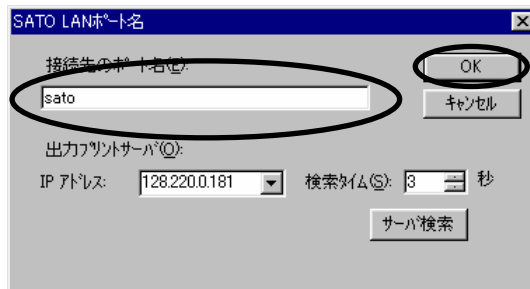 SATO LANﾎﾟｰﾄ名
接続先のポート名(E):
OK
sato
ｷｬﾝｾﾙ
出力ﾌﾟﾘﾝﾄｻｰﾊﾞ(O):
IP ｱﾄﾞﾚｽ: 128.220.0.181 検索ﾀｲﾑ(S): 3 秒
ｻｰﾊﾞ検索